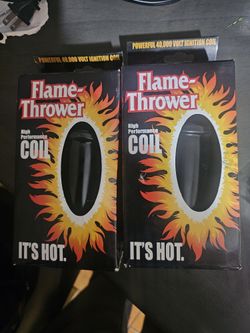 POWERFUL 40,000 VOLT IGNITION COIL
Flame-
Thrower
High
Performance
COIL
IT'S HOT.
POWERFUL 40,000 VOLT IGNITION COIL
Flame-
Thrower
High
Performance
COIL
IT'S HOT.